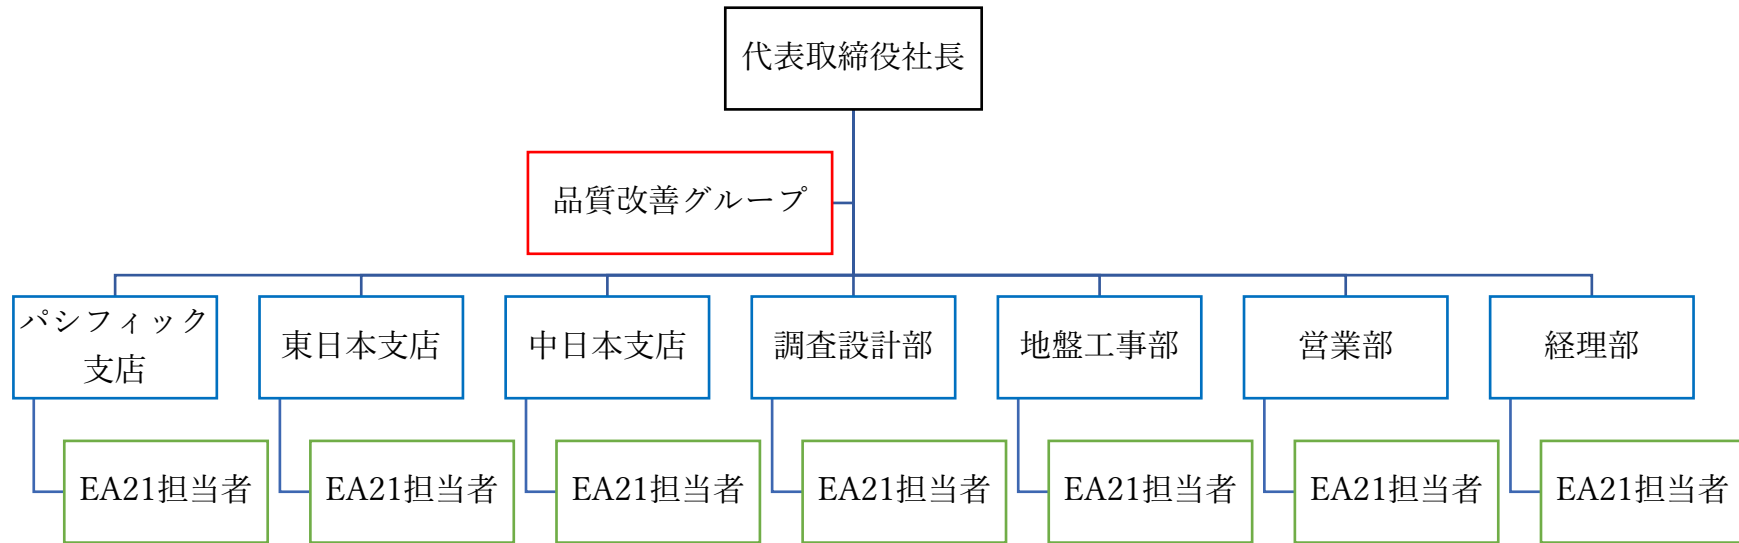 代表取締役社長
品質改善グループ
パシフィック
支店
東日本支店
中日本支店
調査設計部
地盤工事部
営業部
経理部
EA21担当者
EA21担当者
EA21担当者
EA21担当者
EA21担当者
EA21担当者
EA21担当者